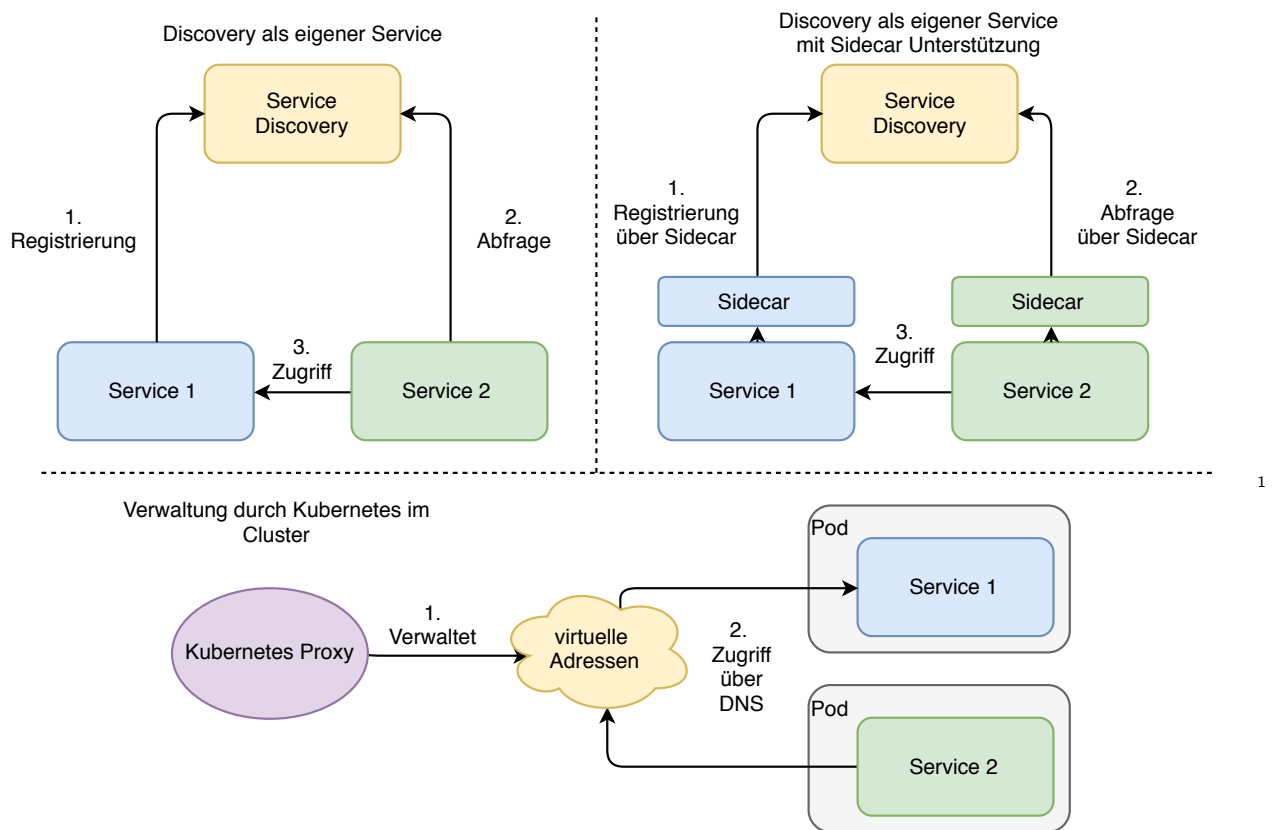 Discovery als eigener Service
Service
Discovery
1.
Registrierung
2.
Abfrage
3.
Zugriff
Service 1
Service 2
Discovery als eigener Service
mit Sidecar Unterstützung
Service
Discovery
1.
Registrierung
über Sidecar
2.
Abfrage
über Sidecar
Sidecar
Sidecar
3.
Zugriff
Service 1
Service 2
1
Verwaltung durch Kubernetes im
Cluster
Kubernetes Proxy
1.
Verwaltet
virtuelle
Adressen
2.
Zugriff
über
DNS
Pod
Service 1
Pod
Service 2